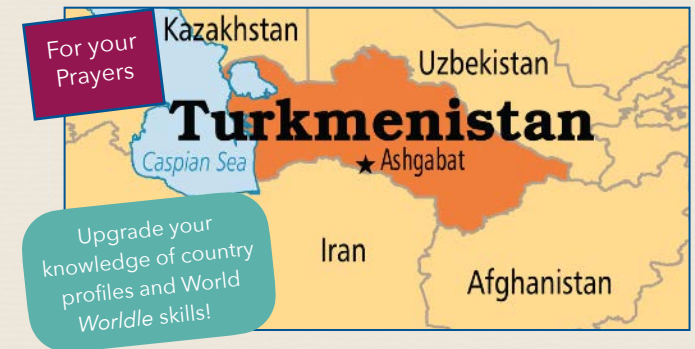 For your
Prayers
Kazakhstan
Uzbekistan
Turkmenistan
Caspian Sea
Ashgabat
Upgrade your
knowledge of country
profiles and World
Worldle skills!
Iran
Afghanistan